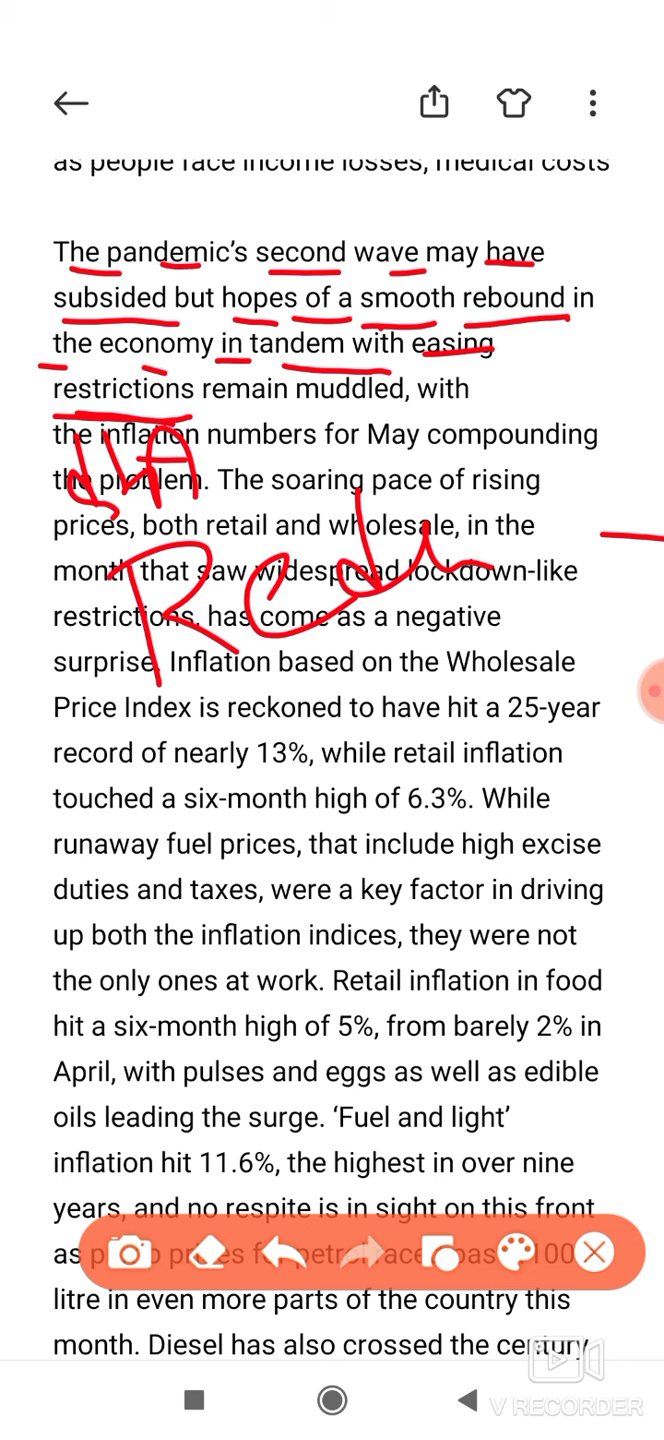 as people face income losses, medical costs
The pandemic's second wave may have
subsided but hopes of a smooth rebound in
the economy in tandem with easing
restrictions remain muddled, with
the inflation numbers for May compounding
the problem. The soaring pace of rising
prices, both retail and wholesale, in the
month that saw widespread lockdown-like
restrictions, has come as a negative
surprise. Inflation based on the Wholesale
Price Index is reckoned to have hit a 25-year
record of nearly 13%, while retail inflation
touched a six-month high of 6.3%. While
runaway fuel prices, that include high excise
duties and taxes, were a key factor in driving
up both the inflation indices, they were not
the only ones at work. Retail inflation in food
hit a six-month high of 5%, from barely 2% in
April, with pulses and eggs as well as edible
oils leading the surge. ‘Fuel and light’
inflation hit 11.6%, the highest in over nine
years, and no respite is in sight on this front
as petrol 100
litre in even more parts of the country this
month. Diesel has also crossed the century
V RECORDER